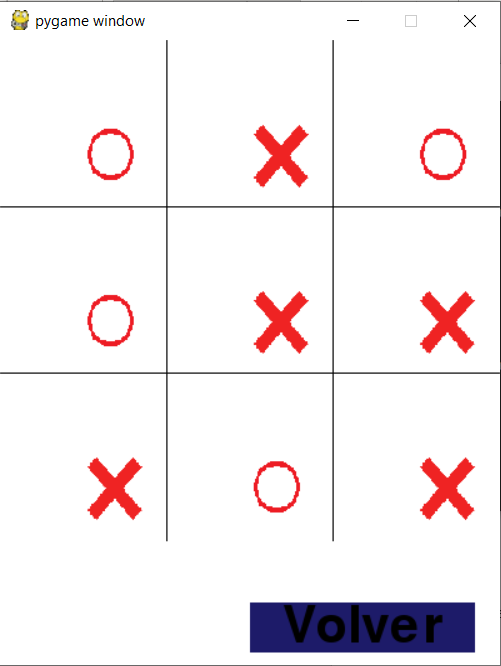 pygame window
O X O
O X X
X O X
Volver